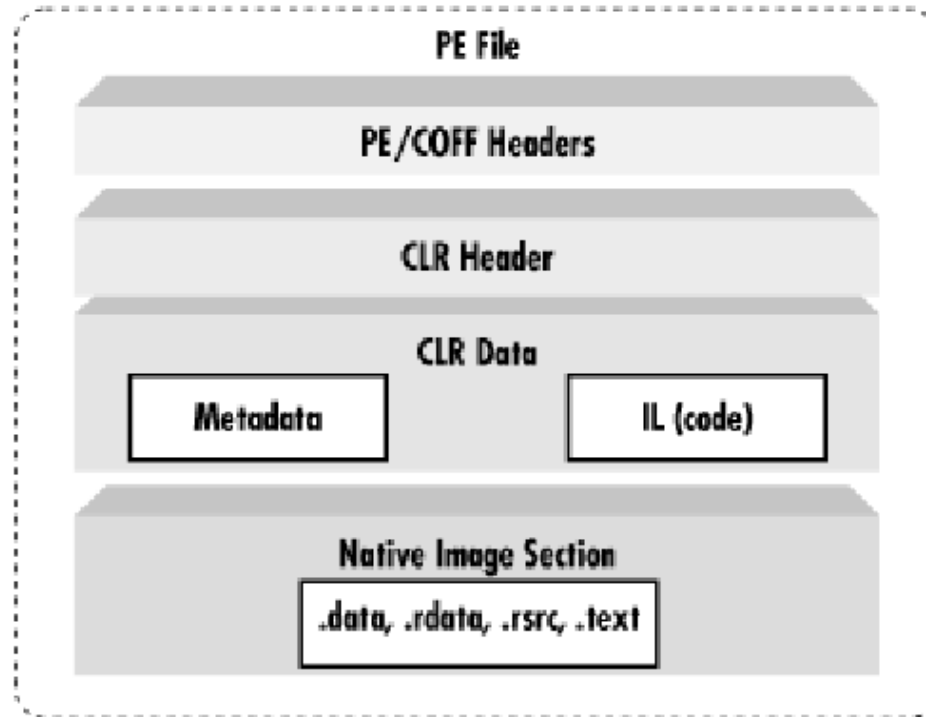 PE File
PE/COFF Headers
CLR Header
CLR Data
Metadata
IL (code)
Native Image Section
.data, .rdata, .rsrc, .text